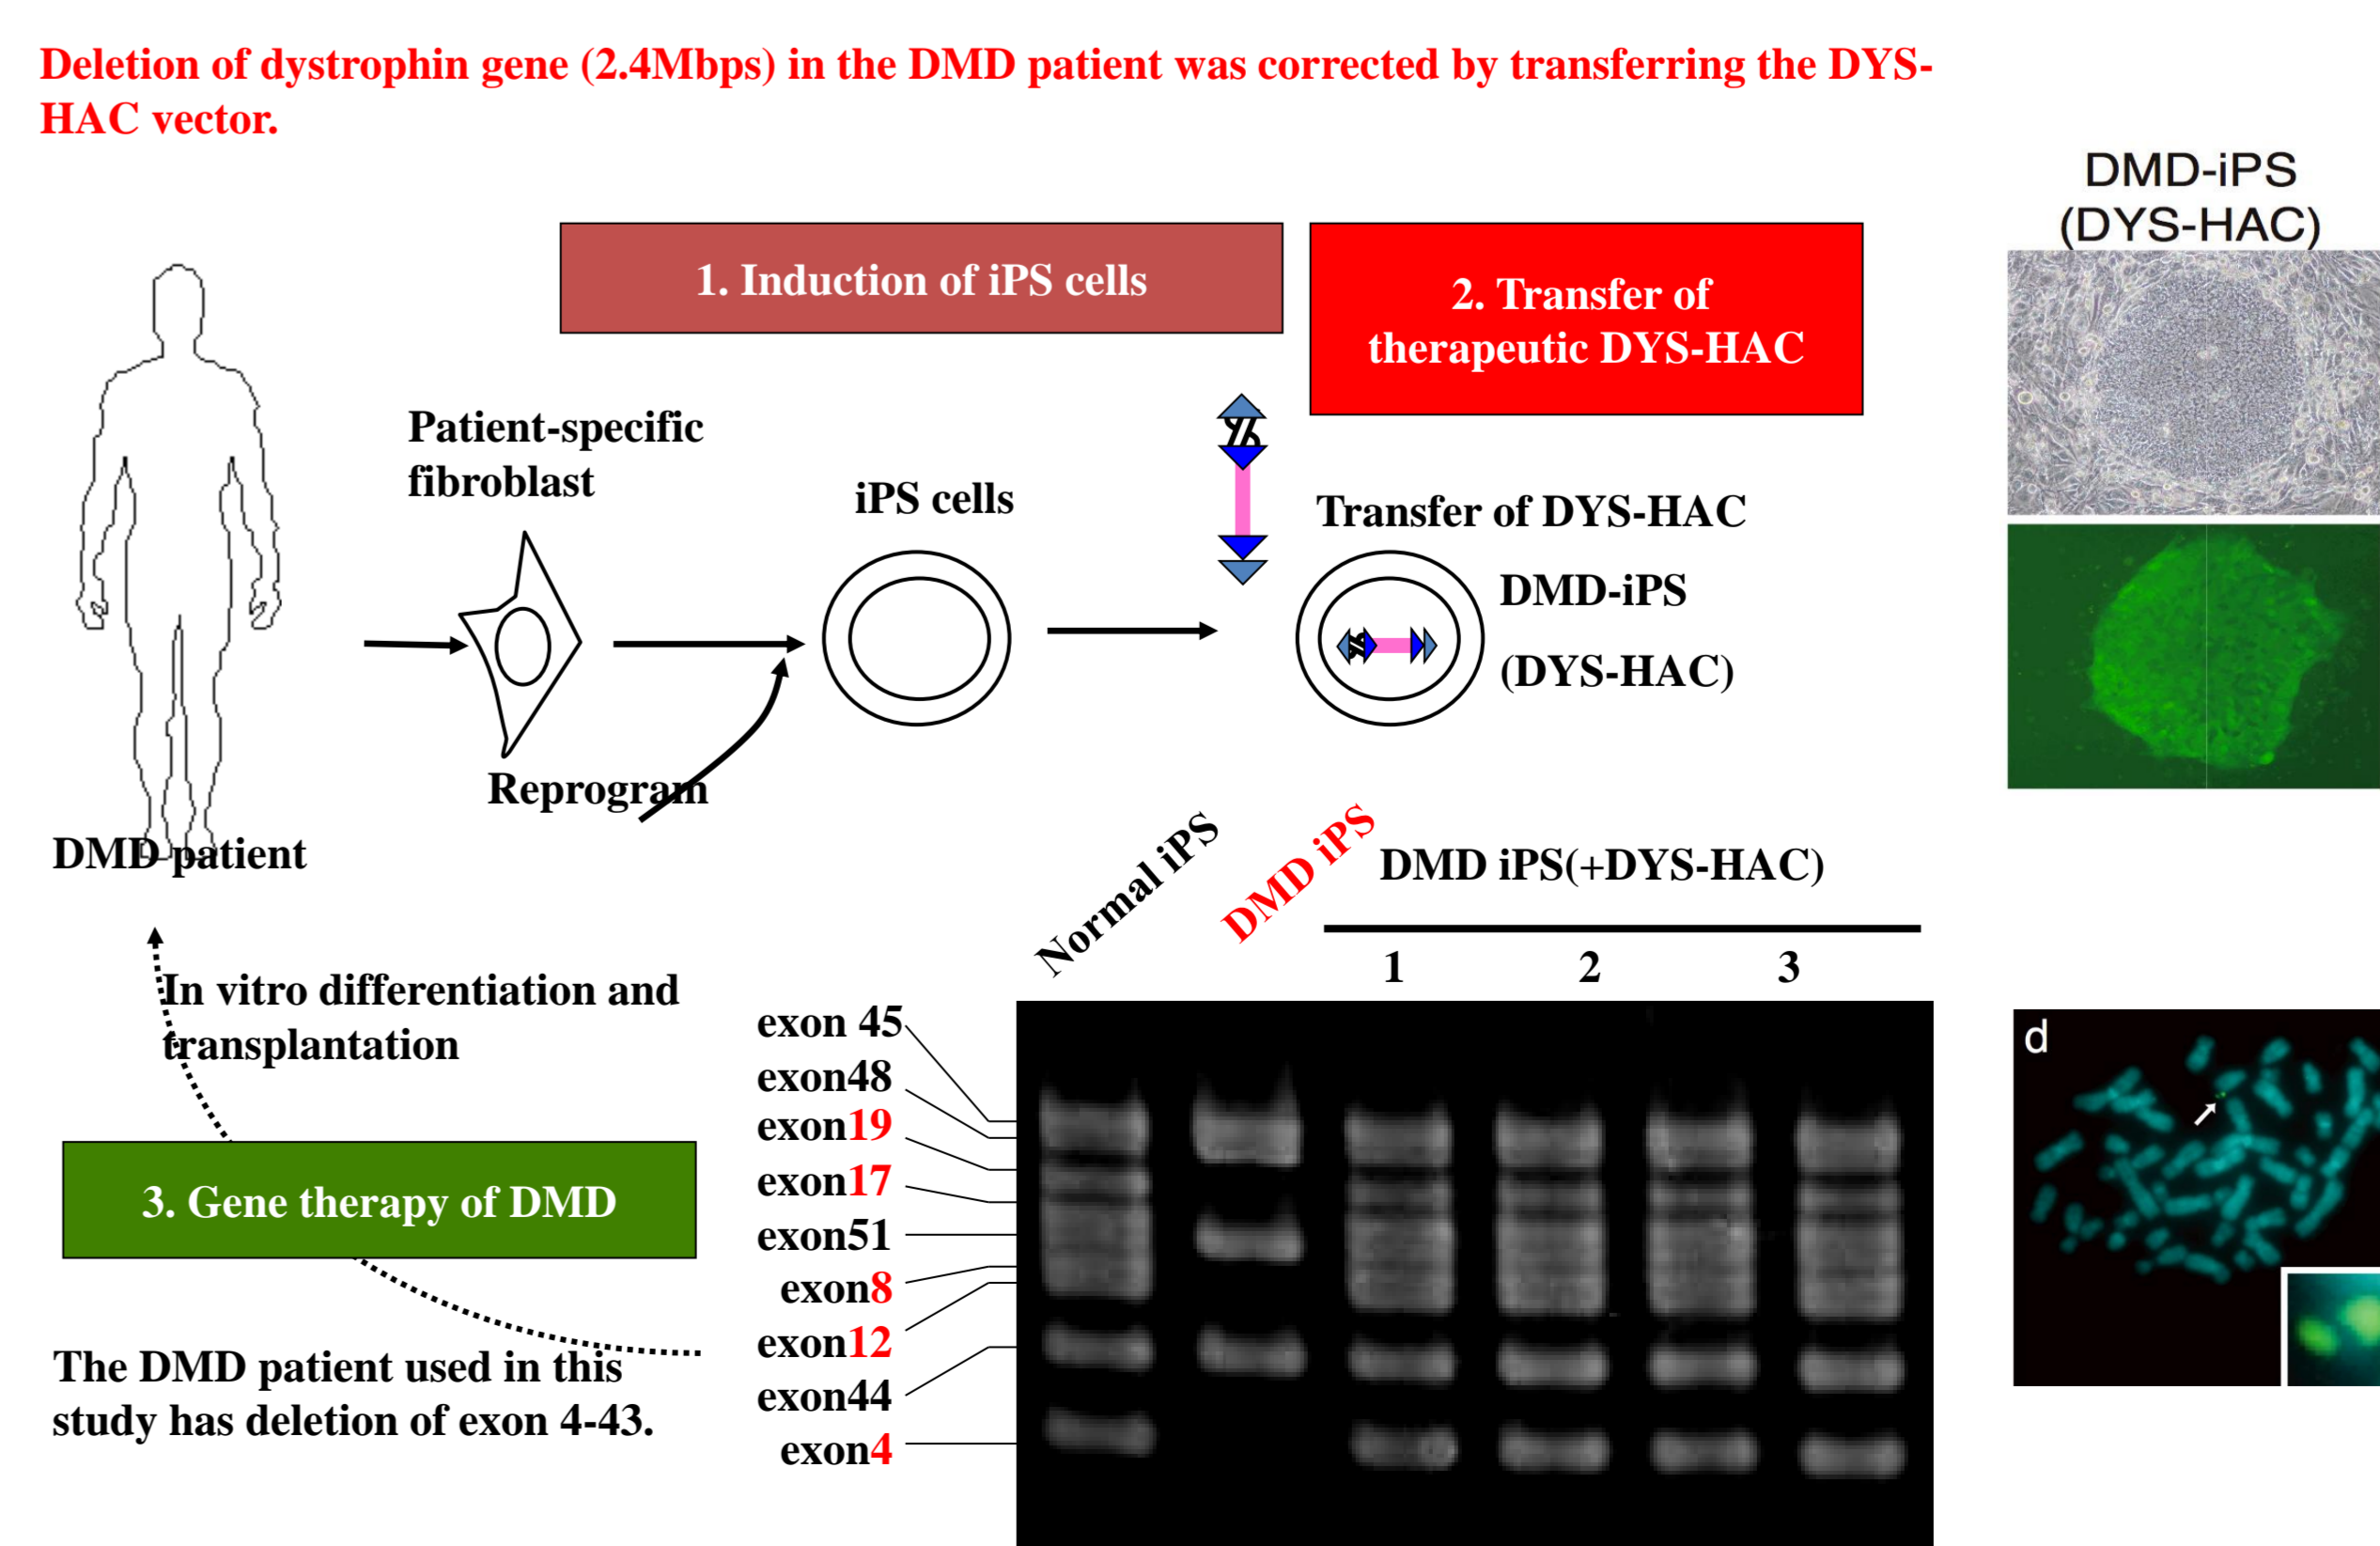 Deletion of dystrophin gene (2.4Mbps) in the DMD patient was corrected by transferring the DYS-
HAC vector.
DMD-iPS
(DYS-HAC)
1. Induction of iPS cells
2. Transfer of
therapeutic DYS-HAC
Patient-specific
fibroblast
iPS cells
Transfer of DYS-HAC
DMD-iPS
(DYS-HAC)
Reprogram
DMD patient
Normal iPS
DMD iPS
DMD iPS(+DYS-HAC)
1 2 3
In vitro differentiation and
transplantation
3. Gene therapy of DMD
The DMD patient used in this
study has deletion of exon 4-43.
exon 45
exon48
exon19
exon17
exon51
exon8
exon12
exon44
exon4
d